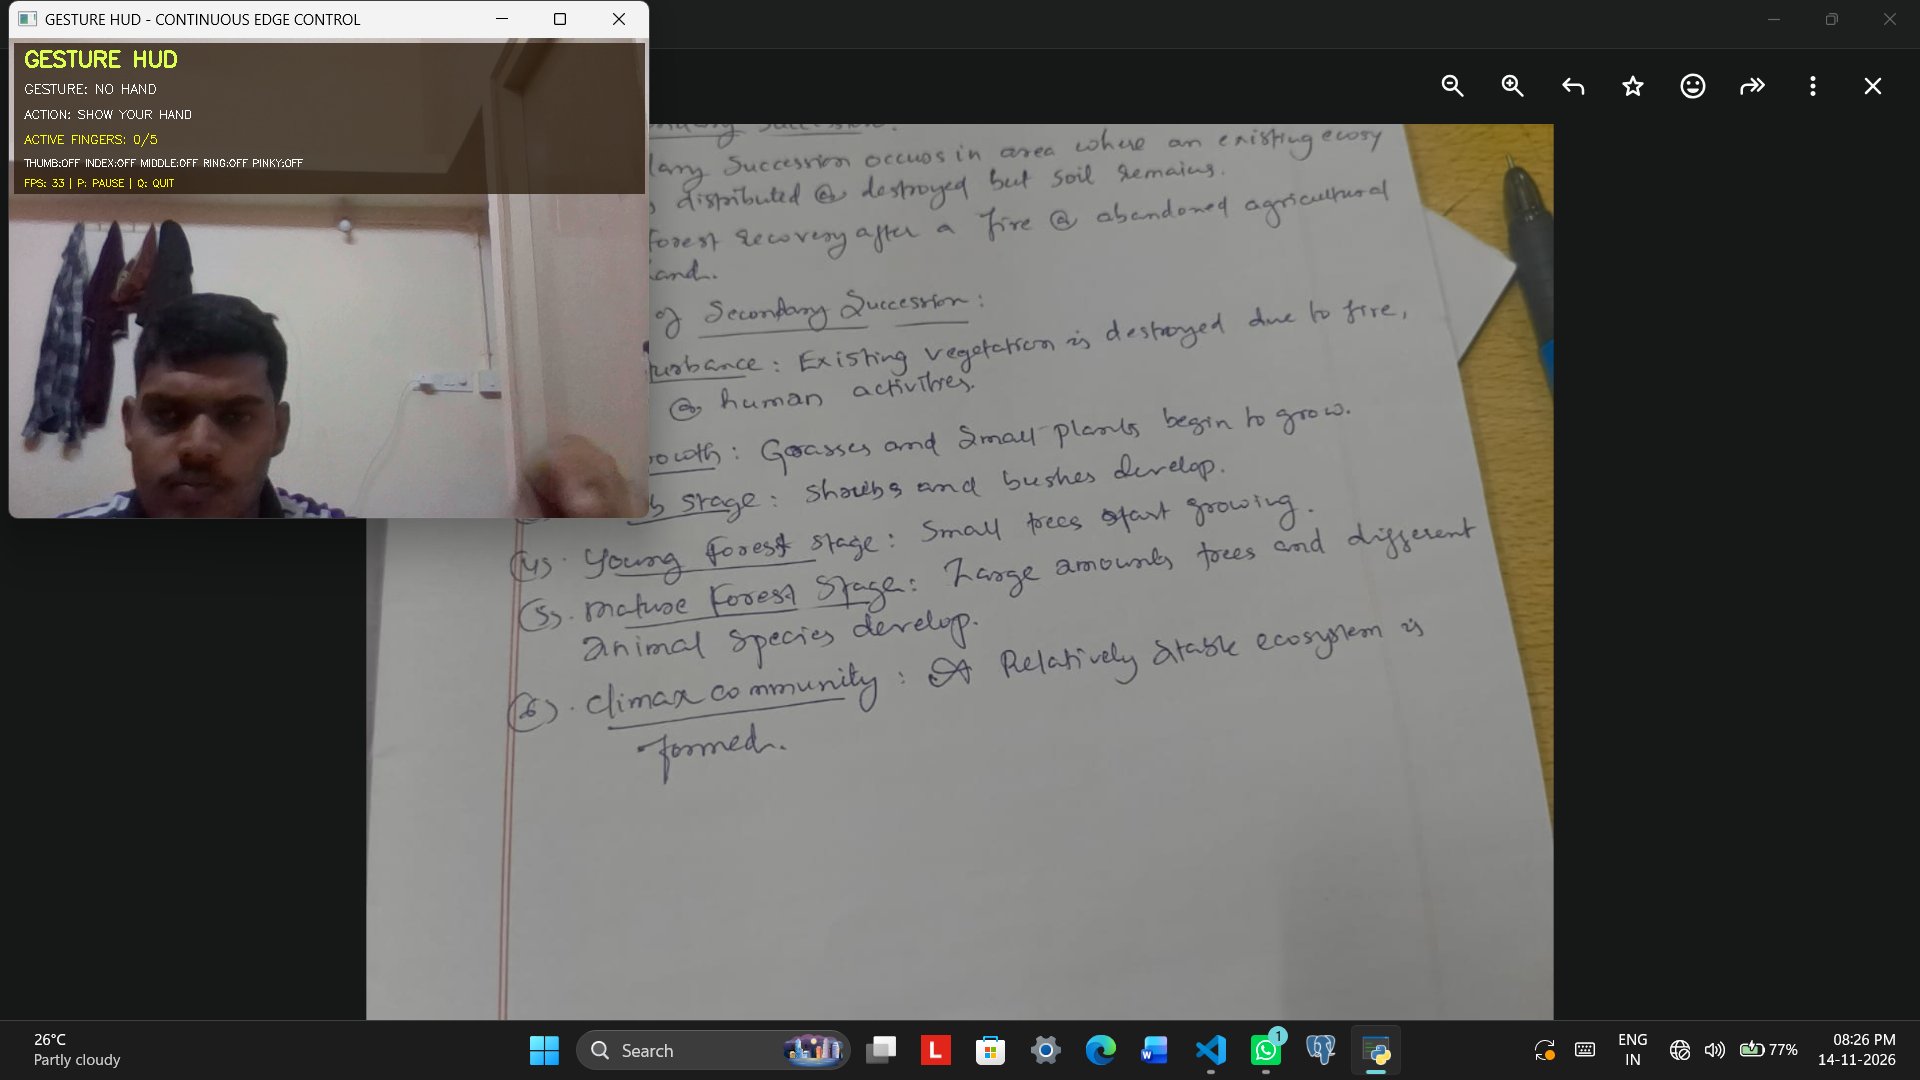 GESTURE HUD - CONTINUOUS EDGE CONTROL
GESTURE HUD
GESTURE: NO HAND
ACTION: SHOW YOUR HAND
ACTIVE FINGERS: 0/5
THUMB:OFF INDEX:OFF MIDDLE:OFF RING:OFF PINKY:OFF
FPS: 33 | P: PAUSE | Q: QUIT
Succession:
Succession occurs in area where an existing ecosy
distributed @ destroyed but soil remains.
forest recovery after a fire @ abandoned agricultural
land.
of Secondary Succession:
urbance: Existing vegetation is destroyed due to fire,
@ human activities.
rowth: Grasses and small plants begin to grow.
b stage: Shrubs and bushes develop.
(4). Young forest stage: Small trees start growing.
(5). Mature Forest Stage: Large amounts trees and different
animal species develop.
(6). Climax community: A Relatively stable ecosystem is
formed.
26°C
Partly cloudy
Search
L
1
ENG
IN
77%
08:26 PM
14-11-2026